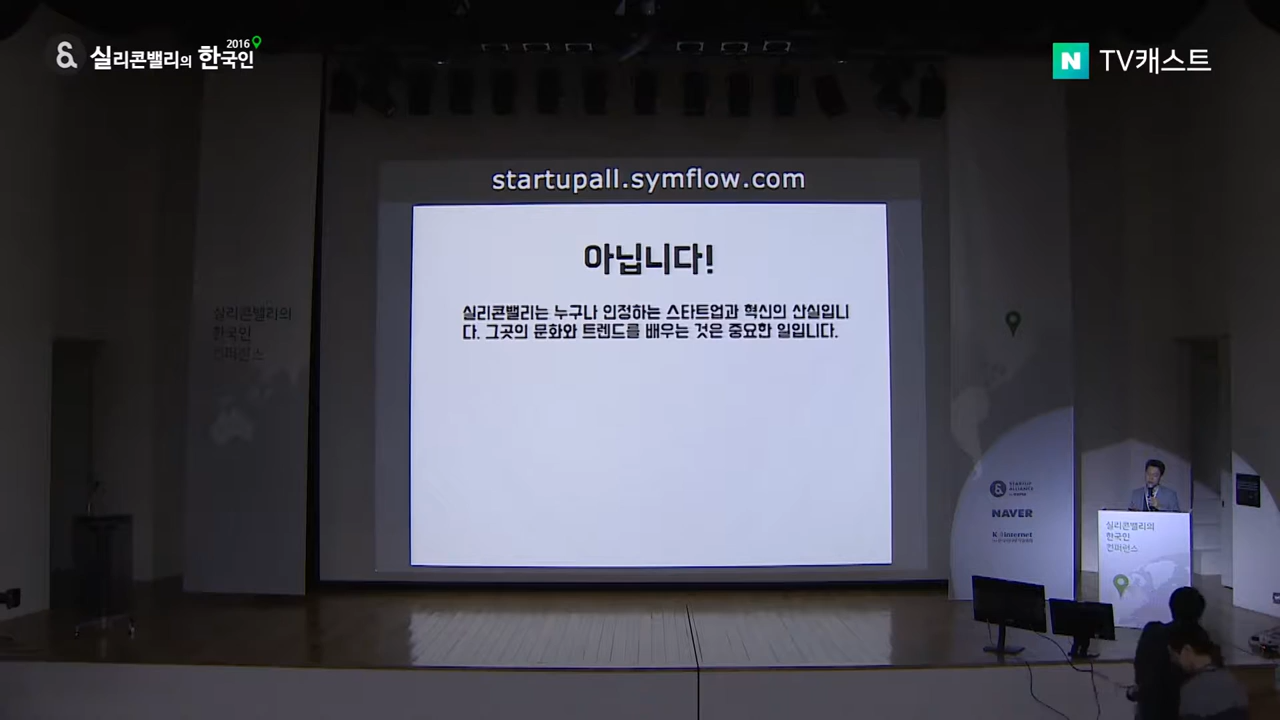 & 실리콘밸리의 한국인 2016
N TV캐스트
startupall.symflow.com
아닙니다!
실리콘밸리는 누구나 인정하는 스타트업과 혁신의 산실입니
다. 그곳의 문화와 트렌드를 배우는 것은 중요한 일입니다.
실리콘밸리의
한국인
컨퍼런스
STARTUP
ALLIANCE
NAVER
실리콘밸리의
한국인
컨퍼런스